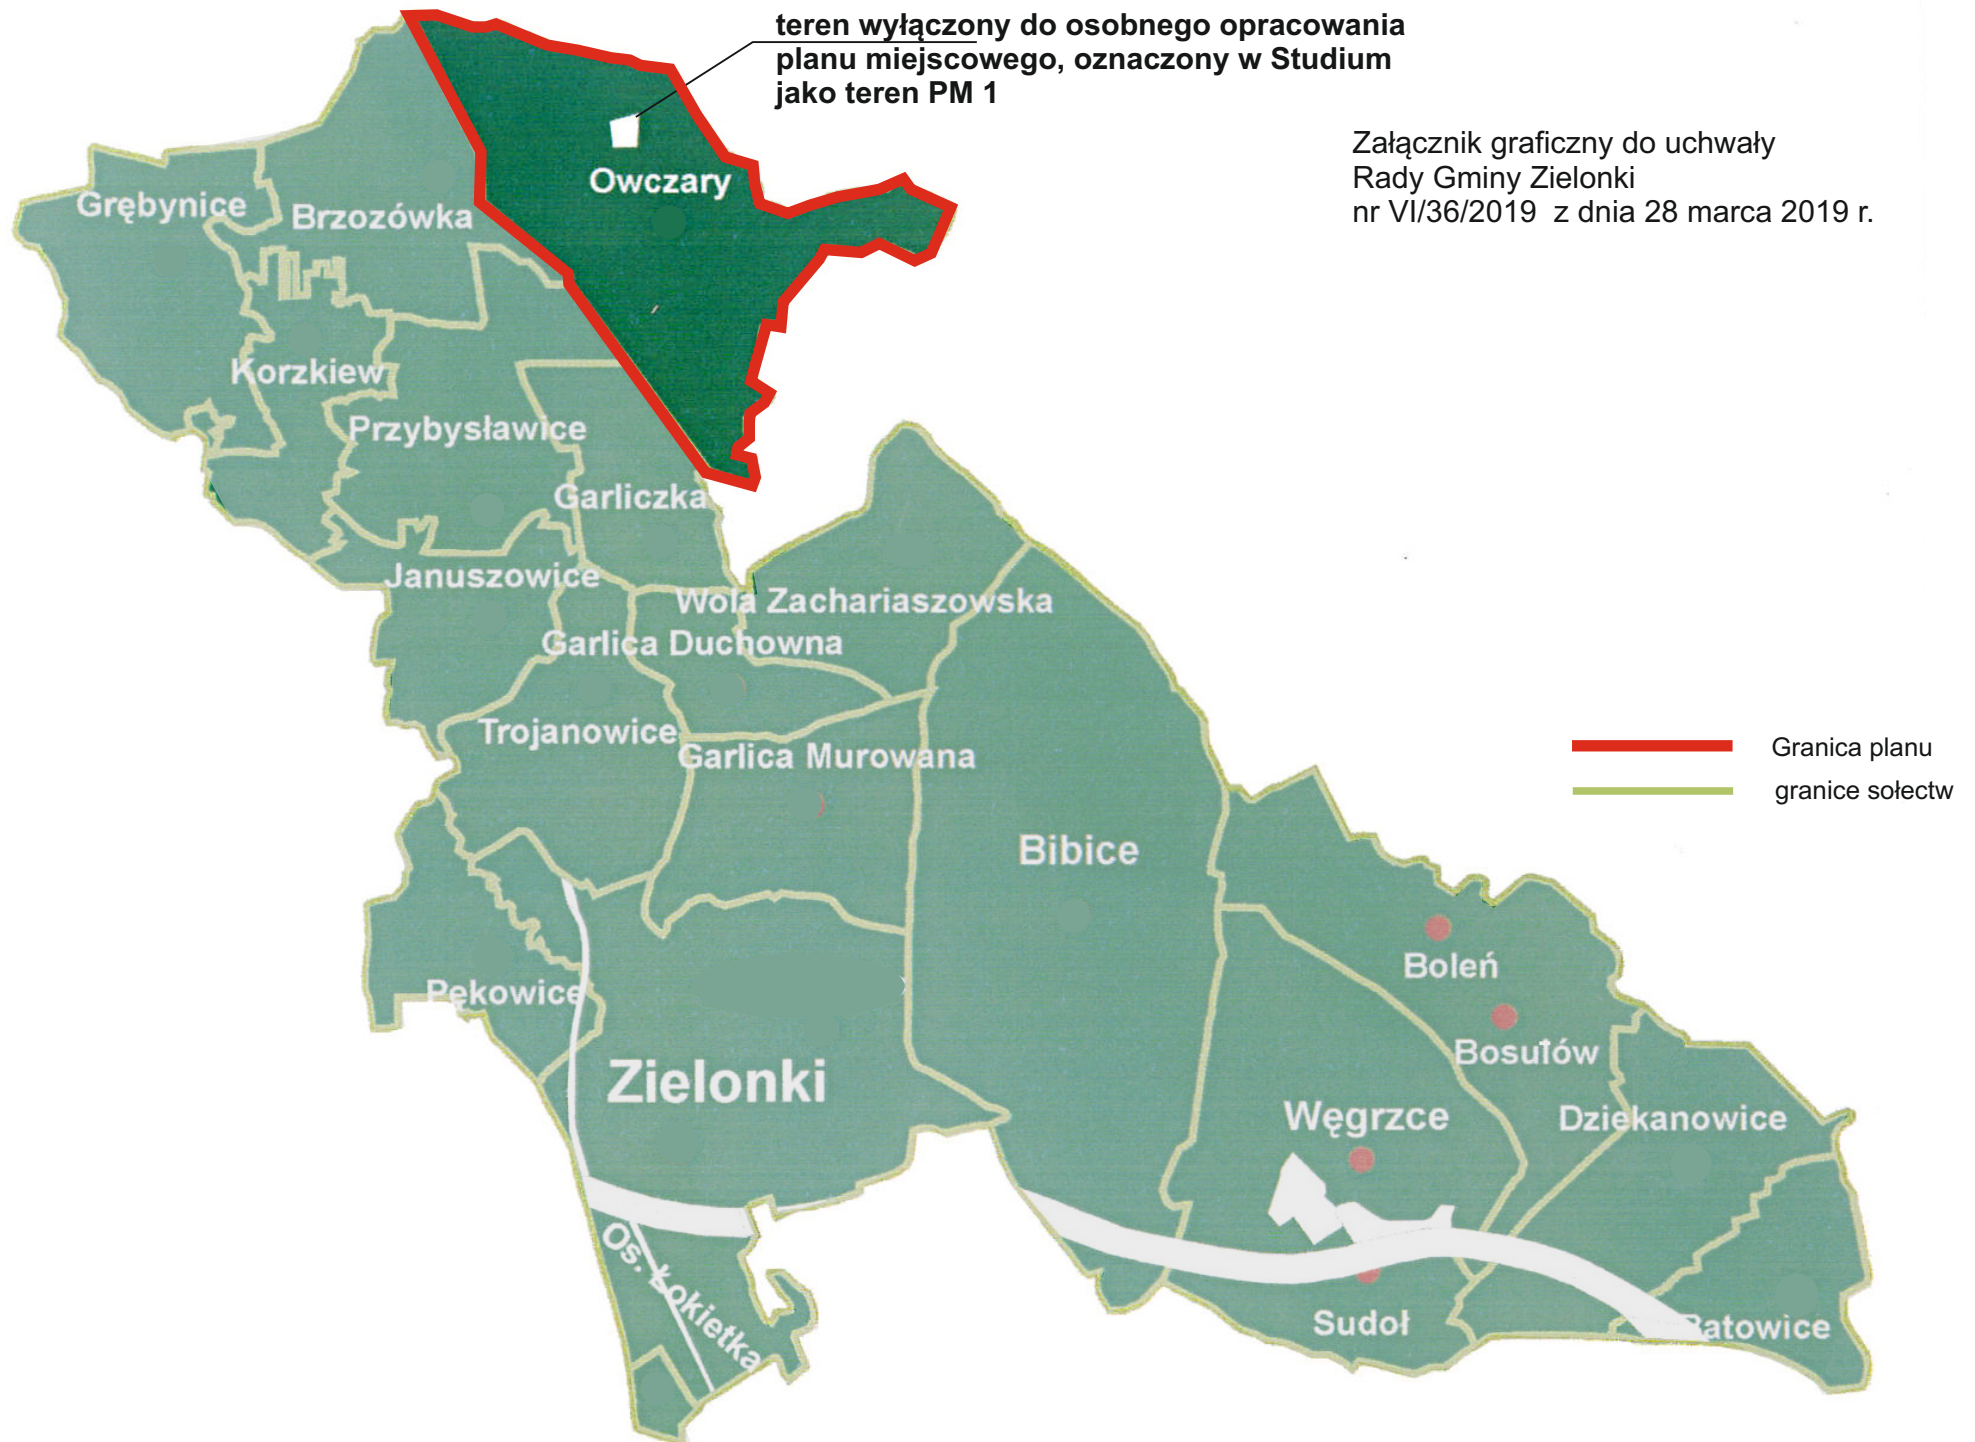 teren wyłączony do osobnego opracowania
planu miejscowego, oznaczony w Studium
jako teren PM 1
Załącznik graficzny do uchwały
Rady Gminy Zielonki
nr VI/36/2019 z dnia 28 marca 2019 r.
Owczary
Grębynice
Brzozówka
Korzkiew
Przybysławice
Garliczka
Januszowice
Wola Zachariaszowska
Garlica Duchowna
Trojanowice
Garlica Murowana
Granica planu
granice sołectw
Bibice
Boleń
Pękowice
Bosutów
Zielonki
Węgrzce
Dziekanowice
Os. Łokietka
Sudoł
Batowice